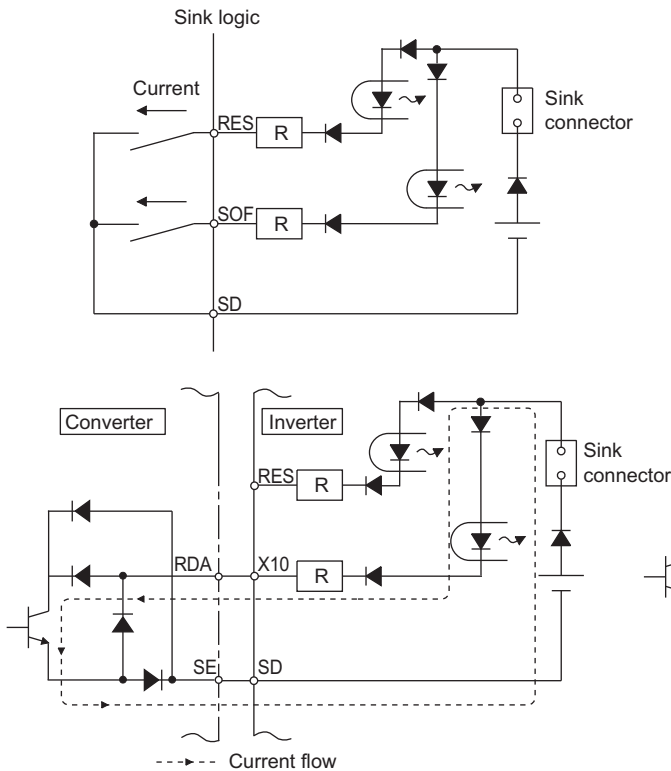 Sink logic
Current
RES
R
Sink
connector
SOF
R
SD
Converter
Inverter
RES
R
Sink
connector
RDA
X10
R
SE
SD
Current flow